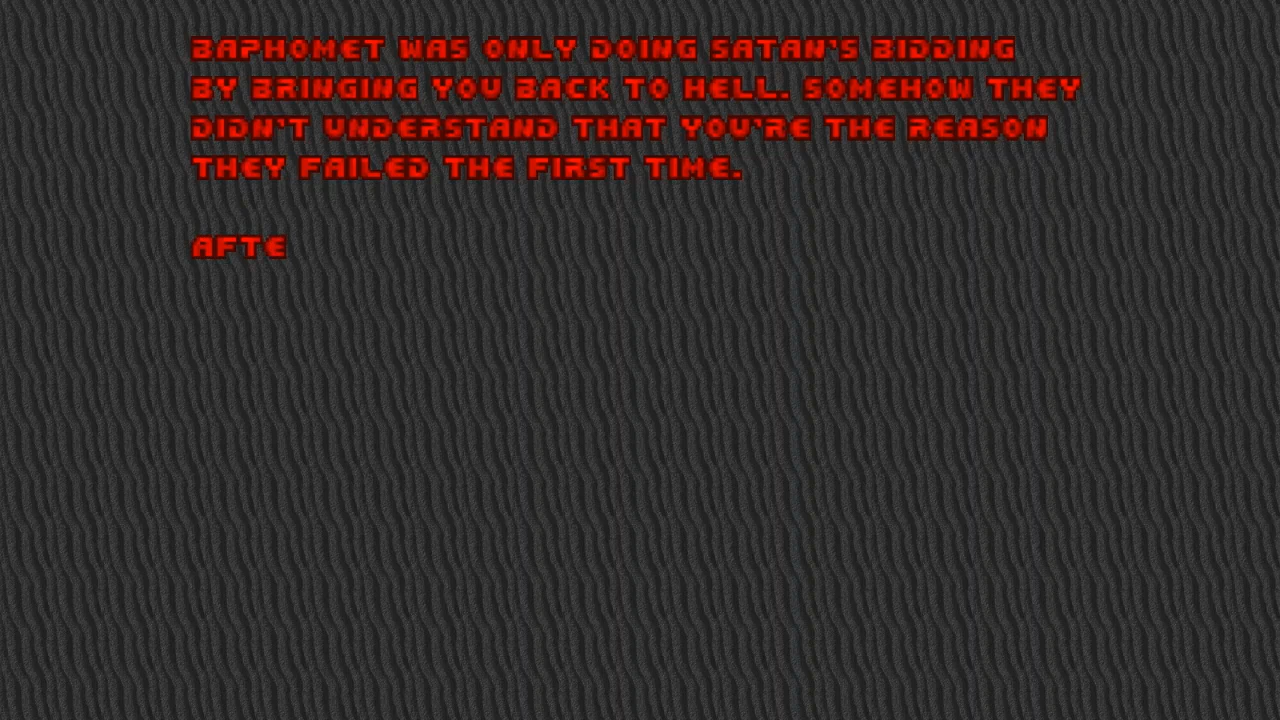 BAPHOMET WAS ONLY DOING SATAN'S BIDDING
BY BRINGING YOU BACK TO HELL. SOMEHOW THEY
DIDN'T UNDERSTAND THAT YOU'RE THE REASON
THEY FAILED THE FIRST TIME.
AFTE